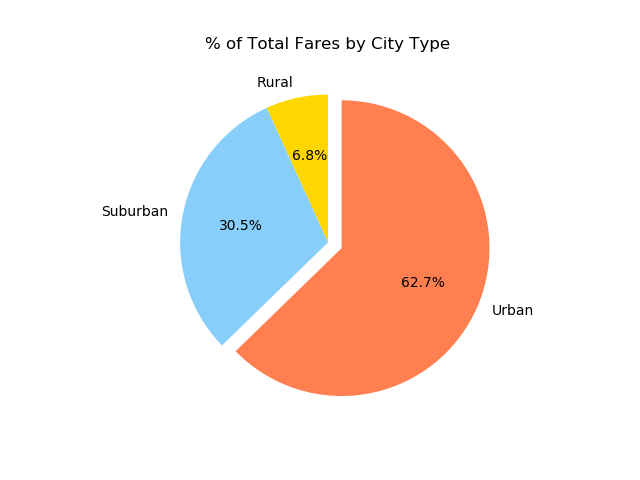 % of Total Fares by City Type
Rural
6.8%
Suburban
30.5%
62.7%
Urban